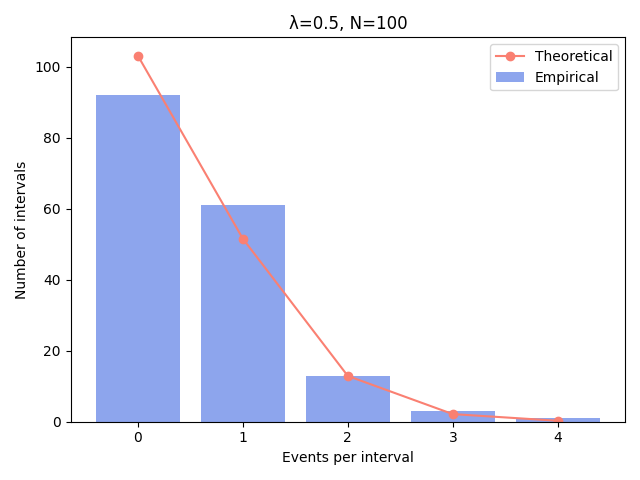 λ=0.5, N=100
Theoretical
Empirical
Number of intervals
100
80
60
40
20
0
0 1 2 3 4
Events per interval